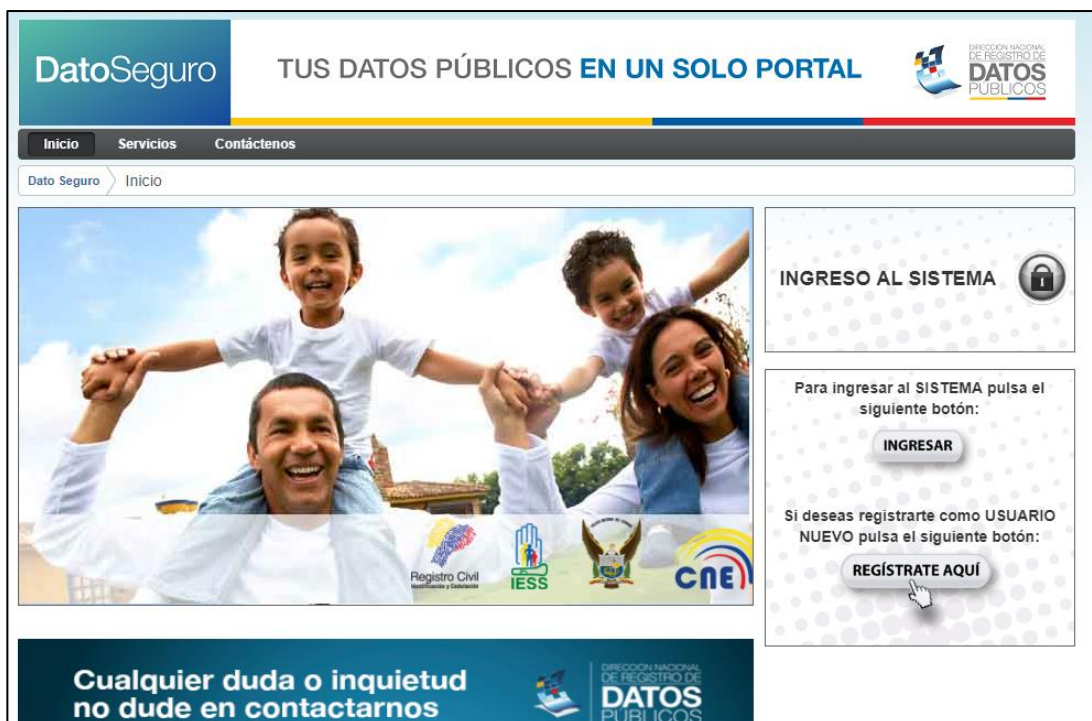 DatoSeguro
TUS DATOS PÚBLICOS EN UN SOLO PORTAL
DIRECCIÓN NACIONAL
DE REGISTRO DE
DATOS
PÚBLICOS
Inicio Servicios Contáctenos
Dato Seguro Inicio
INGRESO AL SISTEMA
Para ingresar al SISTEMA pulsa el
siguiente botón:
INGRESAR
Si deseas registrarte como USUARIO
NUEVO pulsa el siguiente botón:
REGÍSTRATE AQUÍ
Registro Civil
Identificación y Cedulación
IESS
CNE
Cualquier duda o inquietud
no dude en contactarnos
DIRECCIÓN NACIONAL
DE REGISTRO DE
DATOS
PÚBLICOS